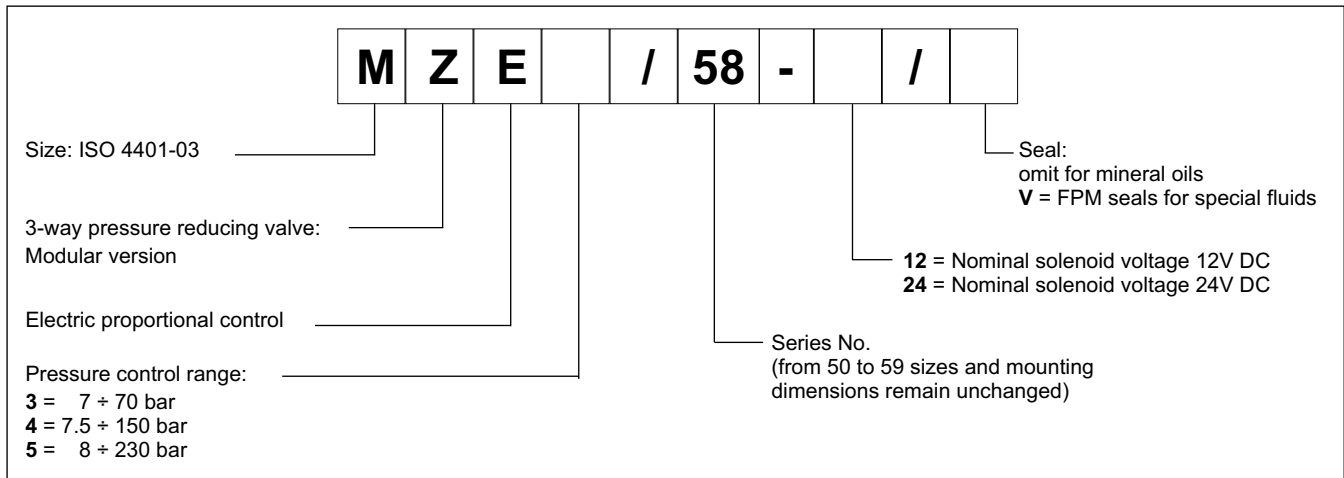 M Z E / 58 - /
Size: ISO 4401-03
3-way pressure reducing valve:
Modular version
Electric proportional control
Pressure control range:
3 = 7 ÷ 70 bar
4 = 7.5 ÷ 150 bar
5 = 8 ÷ 230 bar
Seal:
omit for mineral oils
V = FPM seals for special fluids
12 = Nominal solenoid voltage 12V DC
24 = Nominal solenoid voltage 24V DC
Series No.
(from 50 to 59 sizes and mounting
dimensions remain unchanged)